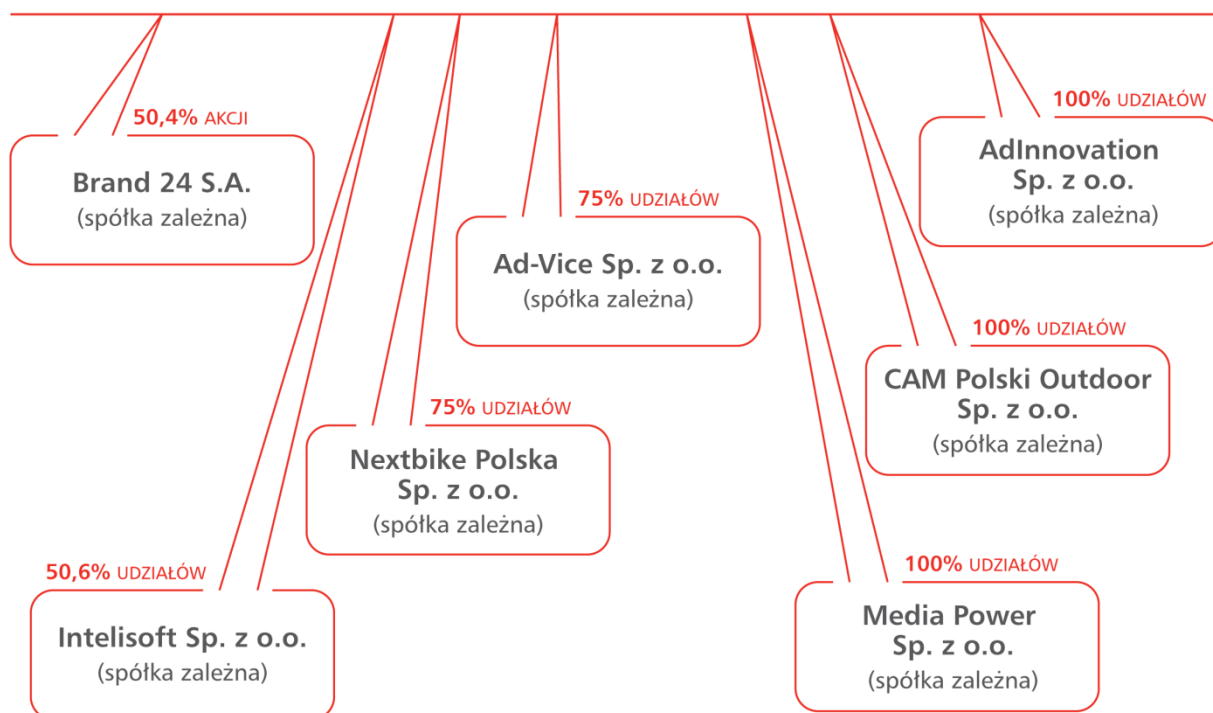 50,4% AKCJI
Brand 24 S.A.
(spółka zależna)
100% UDZIAŁÓW
AdInnovation
Sp. z o.o.
(spółka zależna)
75% UDZIAŁÓW
Ad-Vice Sp. z o.o.
(spółka zależna)
100% UDZIAŁÓW
CAM Polski Outdoor
Sp. z o.o.
(spółka zależna)
75% UDZIAŁÓW
Nextbike Polska
Sp. z o.o.
(spółka zależna)
50,6% UDZIAŁÓW
Intelisoft Sp. z o.o.
(spółka zależna)
100% UDZIAŁÓW
Media Power
Sp. z o.o.
(spółka zależna)